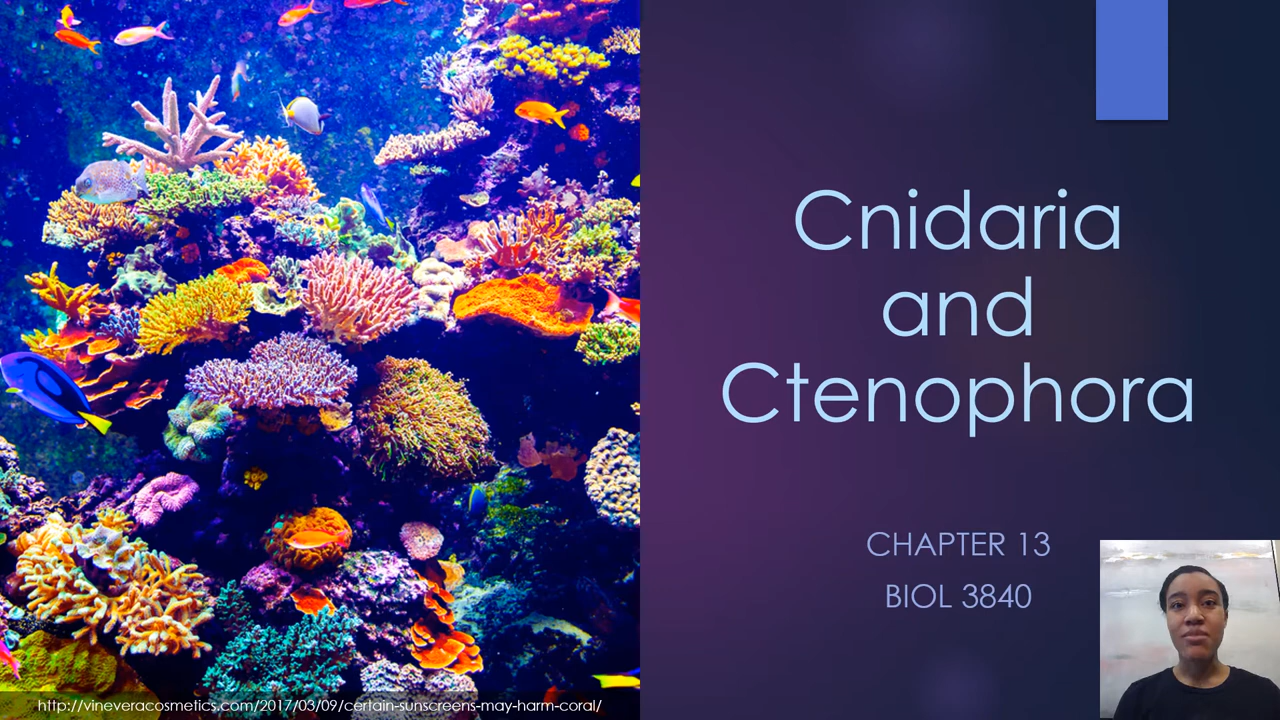 Cnidaria
and
Ctenophora
CHAPTER 13
BIOL 3840
http://vineveracosmetics.com/2017/03/09/certain-sunscreens-may-harm-coral/